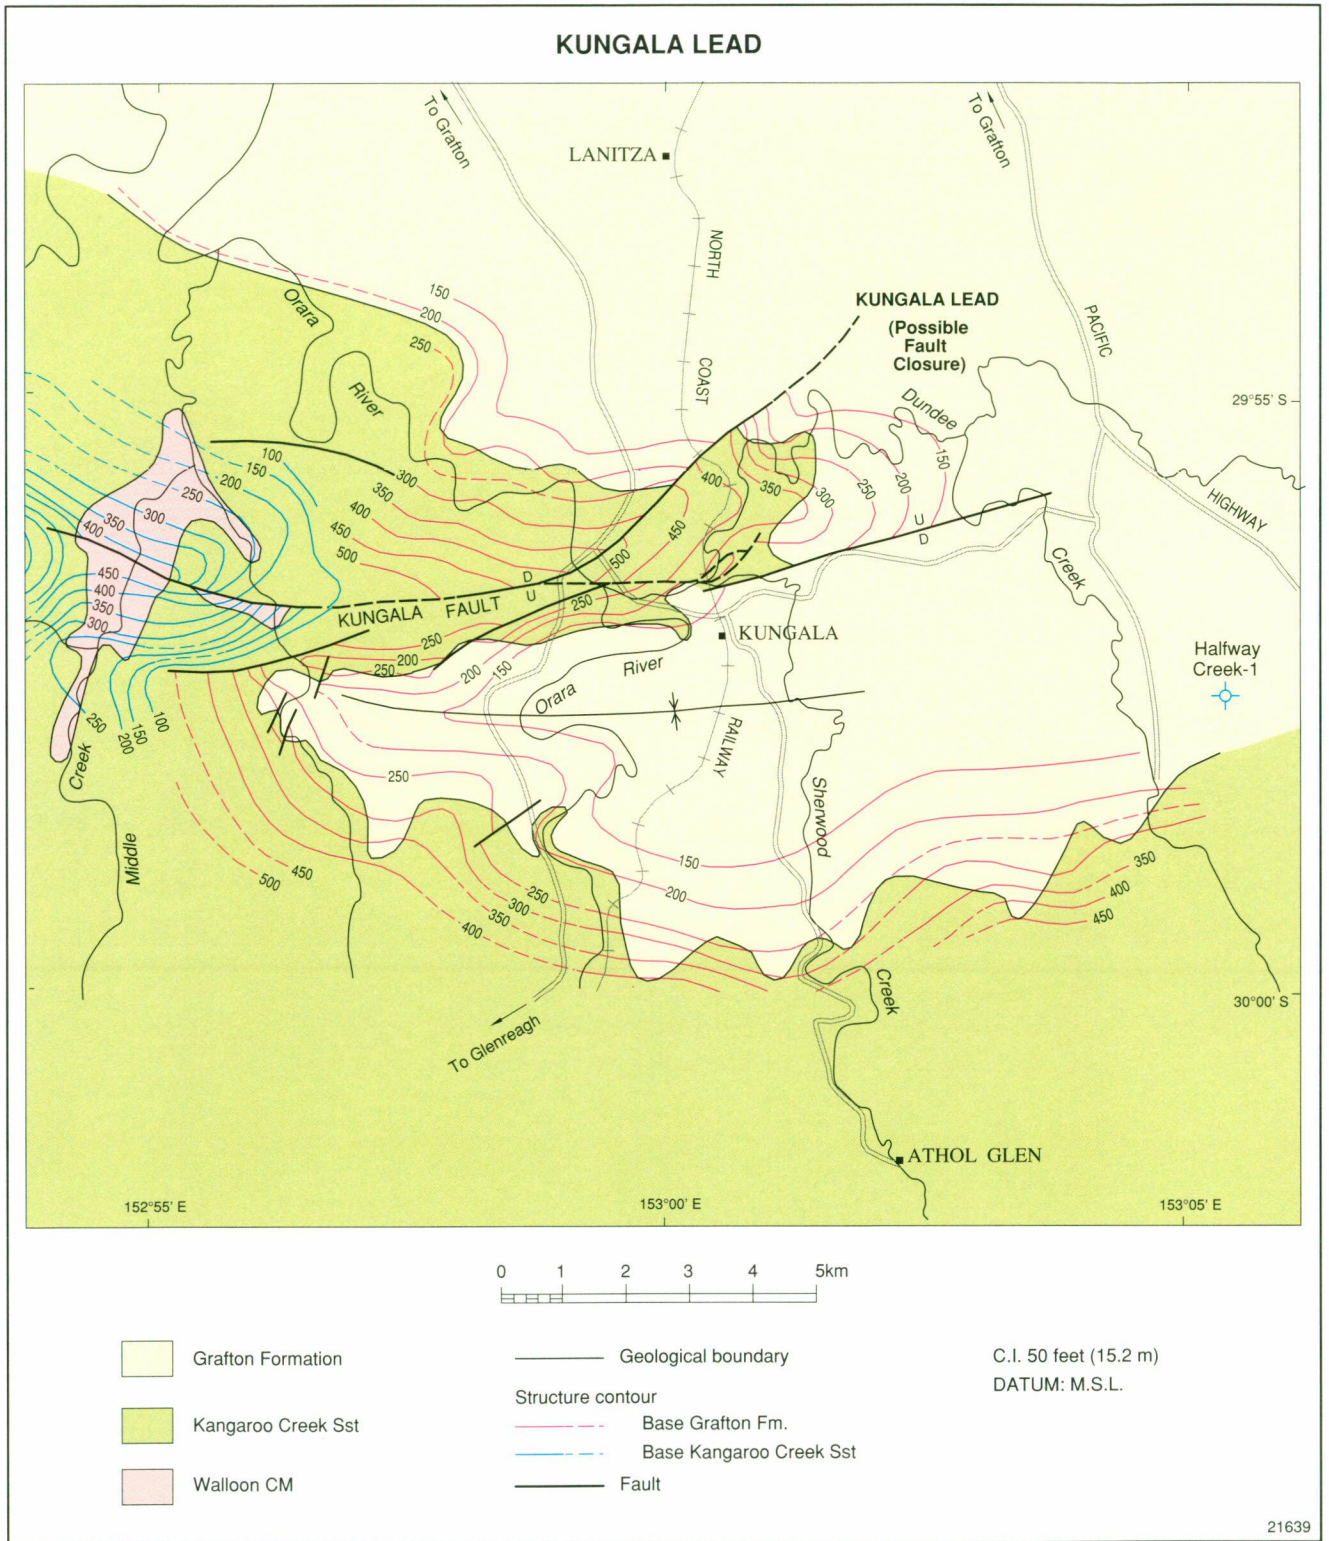 KUNGALA LEAD
To Grafton
To Grafton
LANITZA
NORTH
COAST
RAILWAY
PACIFIC
HIGHWAY
KUNGALA LEAD
(Possible
Fault
Closure)
Orara
River
Dundee
Creek
29°55' S
150
200
250
100
150
200
250
300
350
400
300
350
400
450
500
450
400
350
300
400
350
300
250
200
150
450
500
D
U
U
D
KUNGALA FAULT
250
250
200
250
200
150
KUNGALA
River
Orara
Halfway
Creek-1
250
200
150
100
Creek
Middle
250
500
450
150
200
250
300
350
400
Sherwood
Creek
350
400
450
30°00' S
To Glenreagh
ATHOL GLEN
152°55' E
153°00' E
153°05' E
0 1 2 3 4 5km
Grafton Formation
Kangaroo Creek Sst
Walloon CM
Geological boundary
Structure contour
Base Grafton Fm.
Base Kangaroo Creek Sst
Fault
C.I. 50 feet (15.2 m)
DATUM: M.S.L.
21639